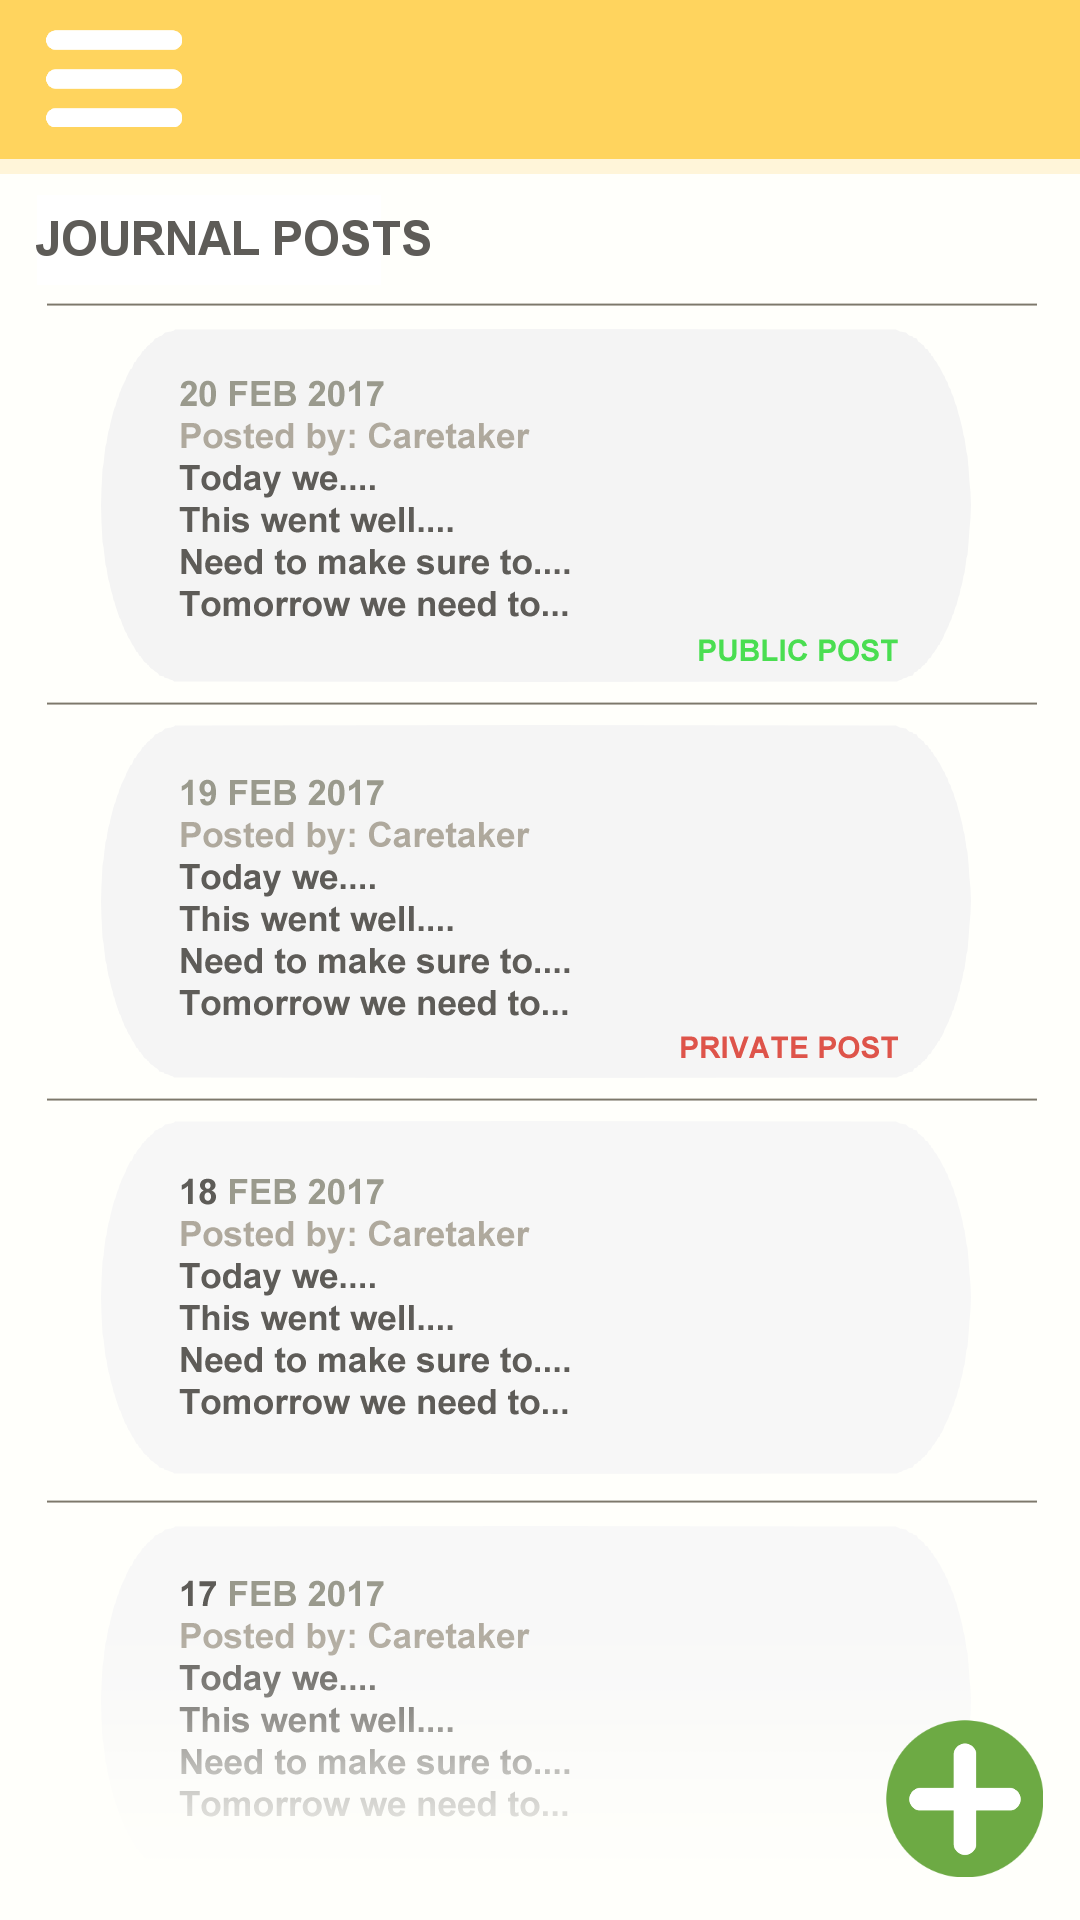 JOURNAL POSTS
20 FEB 2017
Posted by: Caretaker
Today we....
This went well....
Need to make sure to....
Tomorrow we need to...
PUBLIC POST
19 FEB 2017
Posted by: Caretaker
Today we....
This went well....
Need to make sure to....
Tomorrow we need to...
PRIVATE POST
18 FEB 2017
Posted by: Caretaker
Today we....
This went well....
Need to make sure to....
Tomorrow we need to...
17 FEB 2017
Posted by: Caretaker
Today we....
This went well....
Need to make sure to....
Tomorrow we need to...